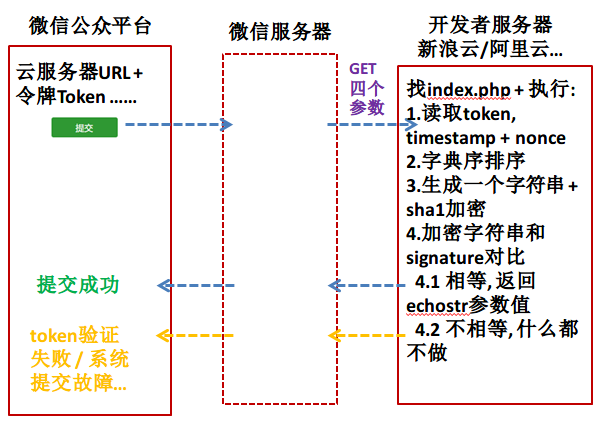 微信公众平台
云服务器URL +
令牌Token ……
提交
提交成功
token验证
失败 / 系统
提交故障…
微信服务器
GET
四个
参数
开发者服务器
新浪云/阿里云…
找index.php + 执行:
1.读取token,
timestamp + nonce
2.字典序排序
3.生成一个字符串 +
sha1加密
4.加密字符串和
signature对比
4.1 相等, 返回
echostr参数值
4.2 不相等, 什么都
不做